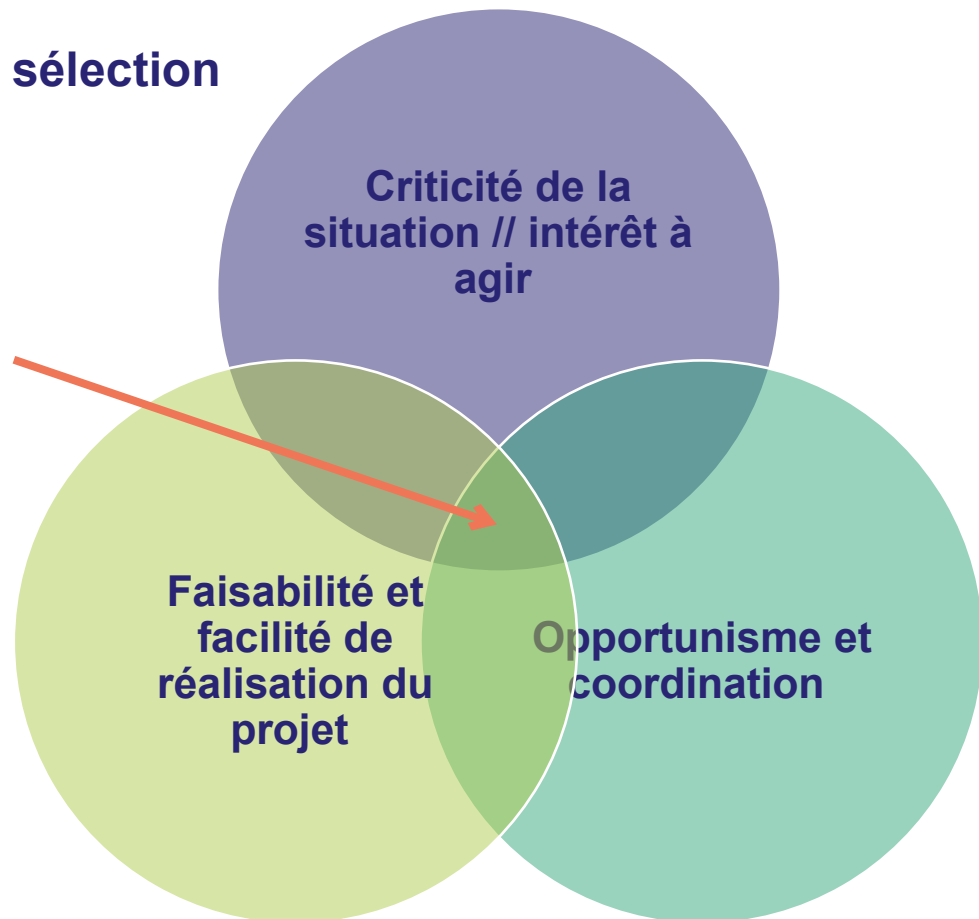 sélection
Criticité de la
situation // intérêt à
agir
Faisabilité et
facilité de
réalisation du
projet
Opportunisme et
coordination